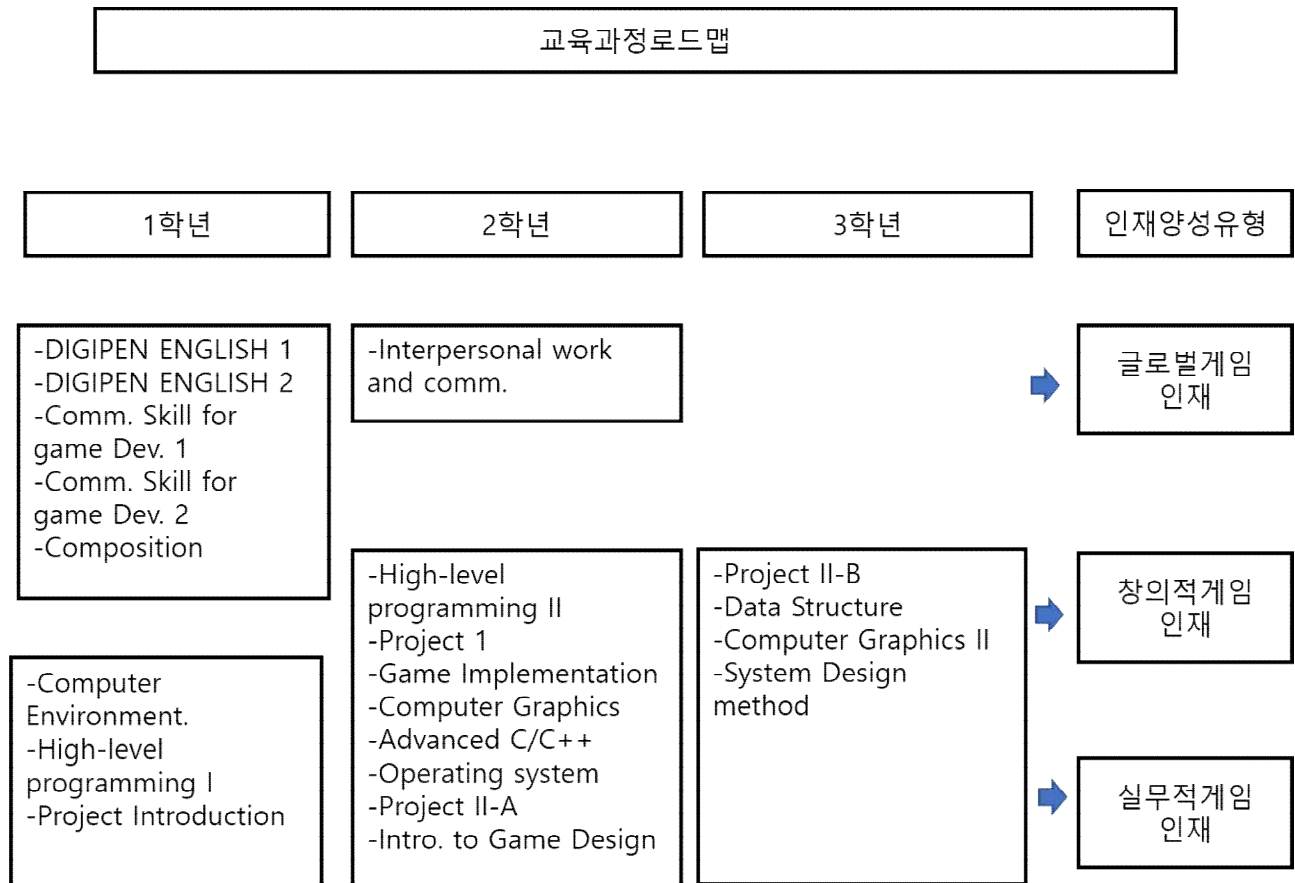 교육과정로드맵
1학년
2학년
3학년
인재양성유형
-DIGIPEN ENGLISH 1
-DIGIPEN ENGLISH 2
-Comm. Skill for
game Dev. 1
-Comm. Skill for
game Dev. 2
-Composition
-Interpersonal work
and comm.
글로벌게임
인재
-Computer
Environment.
-High-level
programming I
-Project Introduction
-High-level
programming II
-Project 1
-Game Implementation
-Computer Graphics
-Advanced C/C++
-Operating system
-Project II-A
-Intro. to Game Design
-Project II-B
-Data Structure
-Computer Graphics II
-System Design
method
창의적게임
인재
실무적게임
인재